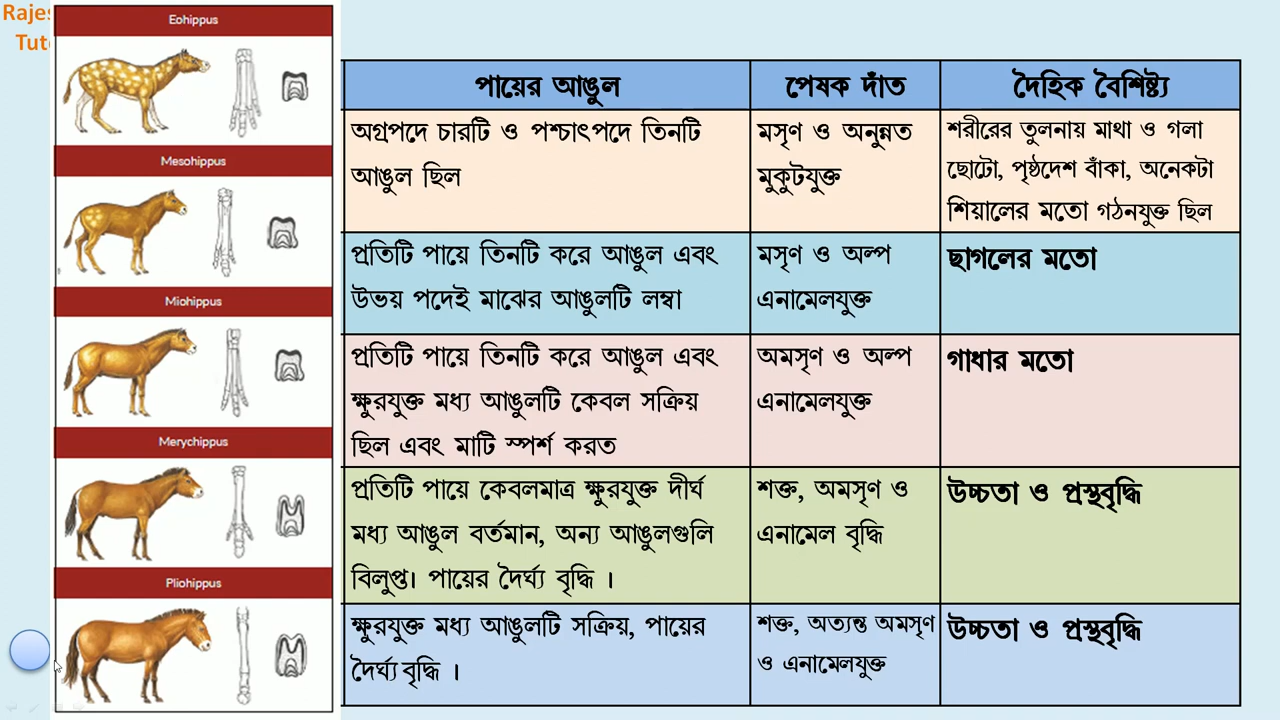 Rajes
Tuto
Eohippus
Mesohippus
Miohippus
Merychippus
Pliohippus
পায়ের আঙুল
পেষক দাঁত
দৈহিক বৈশিষ্ট্য
অগ্রপদে চারটি ও পশ্চাৎপদে তিনটি
আঙুল ছিল
মসৃণ ও অনুন্নত
মুকুটযুক্ত
শরীরের তুলনায় মাথা ও গলা
ছোটো, পৃষ্ঠদেশ বাঁকা, অনেকটা
শিয়ালের মতো গঠনযুক্ত ছিল
প্রতিটি পায়ে তিনটি করে আঙুল এবং
উভয় পদেই মাঝের আঙুলটি লম্বা
মসৃণ ও অল্প
এনামেলযুক্ত
ছাগলের মতো
প্রতিটি পায়ে তিনটি করে আঙুল এবং
ক্ষুরযুক্ত মধ্য আঙুলটি কেবল সক্রিয়
ছিল এবং মাটি স্পর্শ করত
অমসৃণ ও অল্প
এনামেলযুক্ত
গাধার মতো
প্রতিটি পায়ে কেবলমাত্র ক্ষুরযুক্ত দীর্ঘ
মধ্য আঙুল বর্তমান, অন্য আঙুলগুলি
বিলুপ্ত। পায়ের দৈর্ঘ্য বৃদ্ধি ।
শক্ত, অমসৃণ ও
এনামেল বৃদ্ধি
উচ্চতা ও প্রস্থবৃদ্ধি
ক্ষুরযুক্ত মধ্য আঙুলটি সক্রিয়, পায়ের
দৈর্ঘ্য বৃদ্ধি ।
শক্ত, অত্যন্ত অমসৃণ
ও এনামেলযুক্ত
উচ্চতা ও প্রস্থবৃদ্ধি